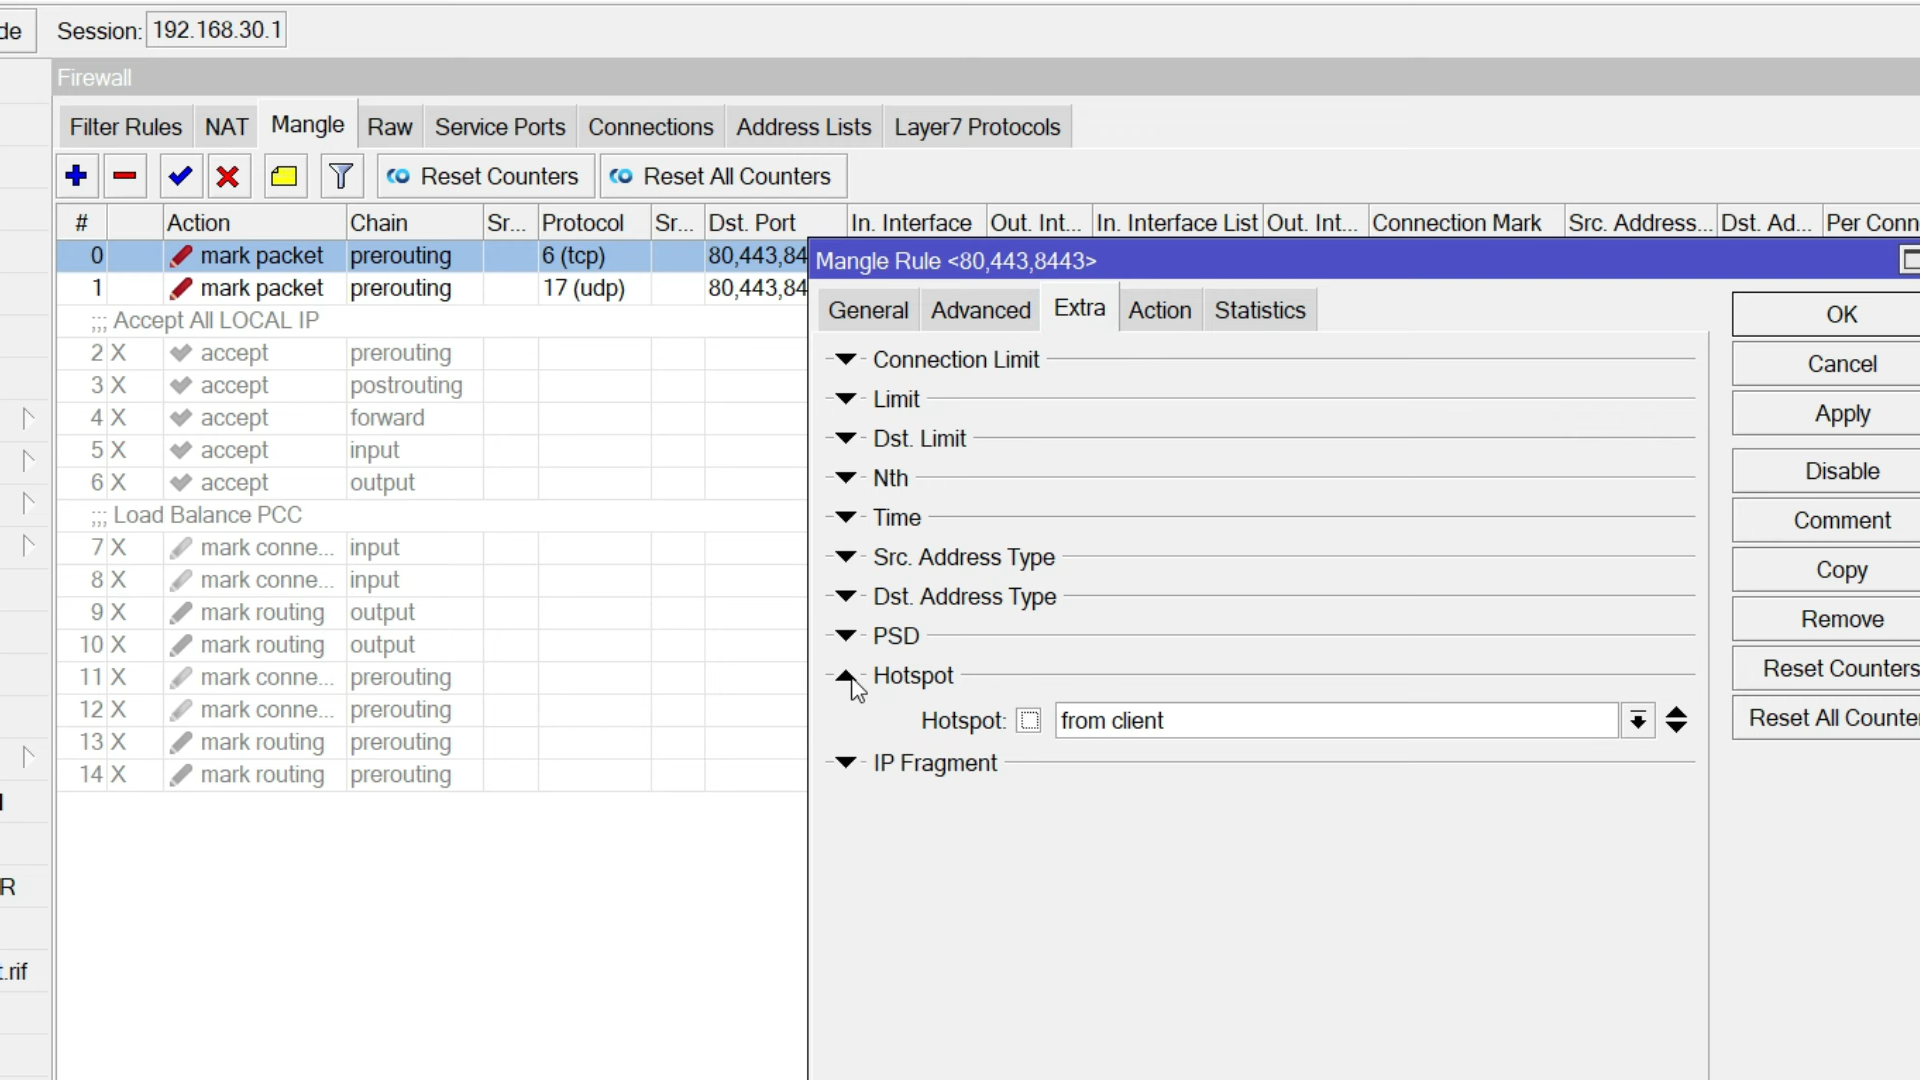 de Session: 192.168.30.1
Firewall
Filter Rules NAT Mangle Raw Service Ports Connections Address Lists Layer7 Protocols
Reset Counters Reset All Counters
# Action Chain Sr... Protocol Sr... Dst. Port In. Interface Out. Int... In. Interface List Out. Int... Connection Mark Src. Address... Dst. Ad... Per Conn
0 mark packet prerouting 6 (tcp) 80,443,84
1 mark packet prerouting 17 (udp) 80,443,84
;;; Accept All LOCAL IP
2 X accept prerouting
3 X accept postrouting
4 X accept forward
5 X accept input
6 X accept output
;;; Load Balance PCC
7 X mark conne... input
8 X mark conne... input
9 X mark routing output
10 X mark routing output
11 X mark conne... prerouting
12 X mark conne... prerouting
13 X mark routing prerouting
14 X mark routing prerouting
R
t.rif
Mangle Rule <80,443,8443>
General Advanced Extra Action Statistics
Connection Limit
Limit
Dst. Limit
Nth
Time
Src. Address Type
Dst. Address Type
PSD
Hotspot
Hotspot: from client
IP Fragment
OK
Cancel
Apply
Disable
Comment
Copy
Remove
Reset Counters
Reset All Counte